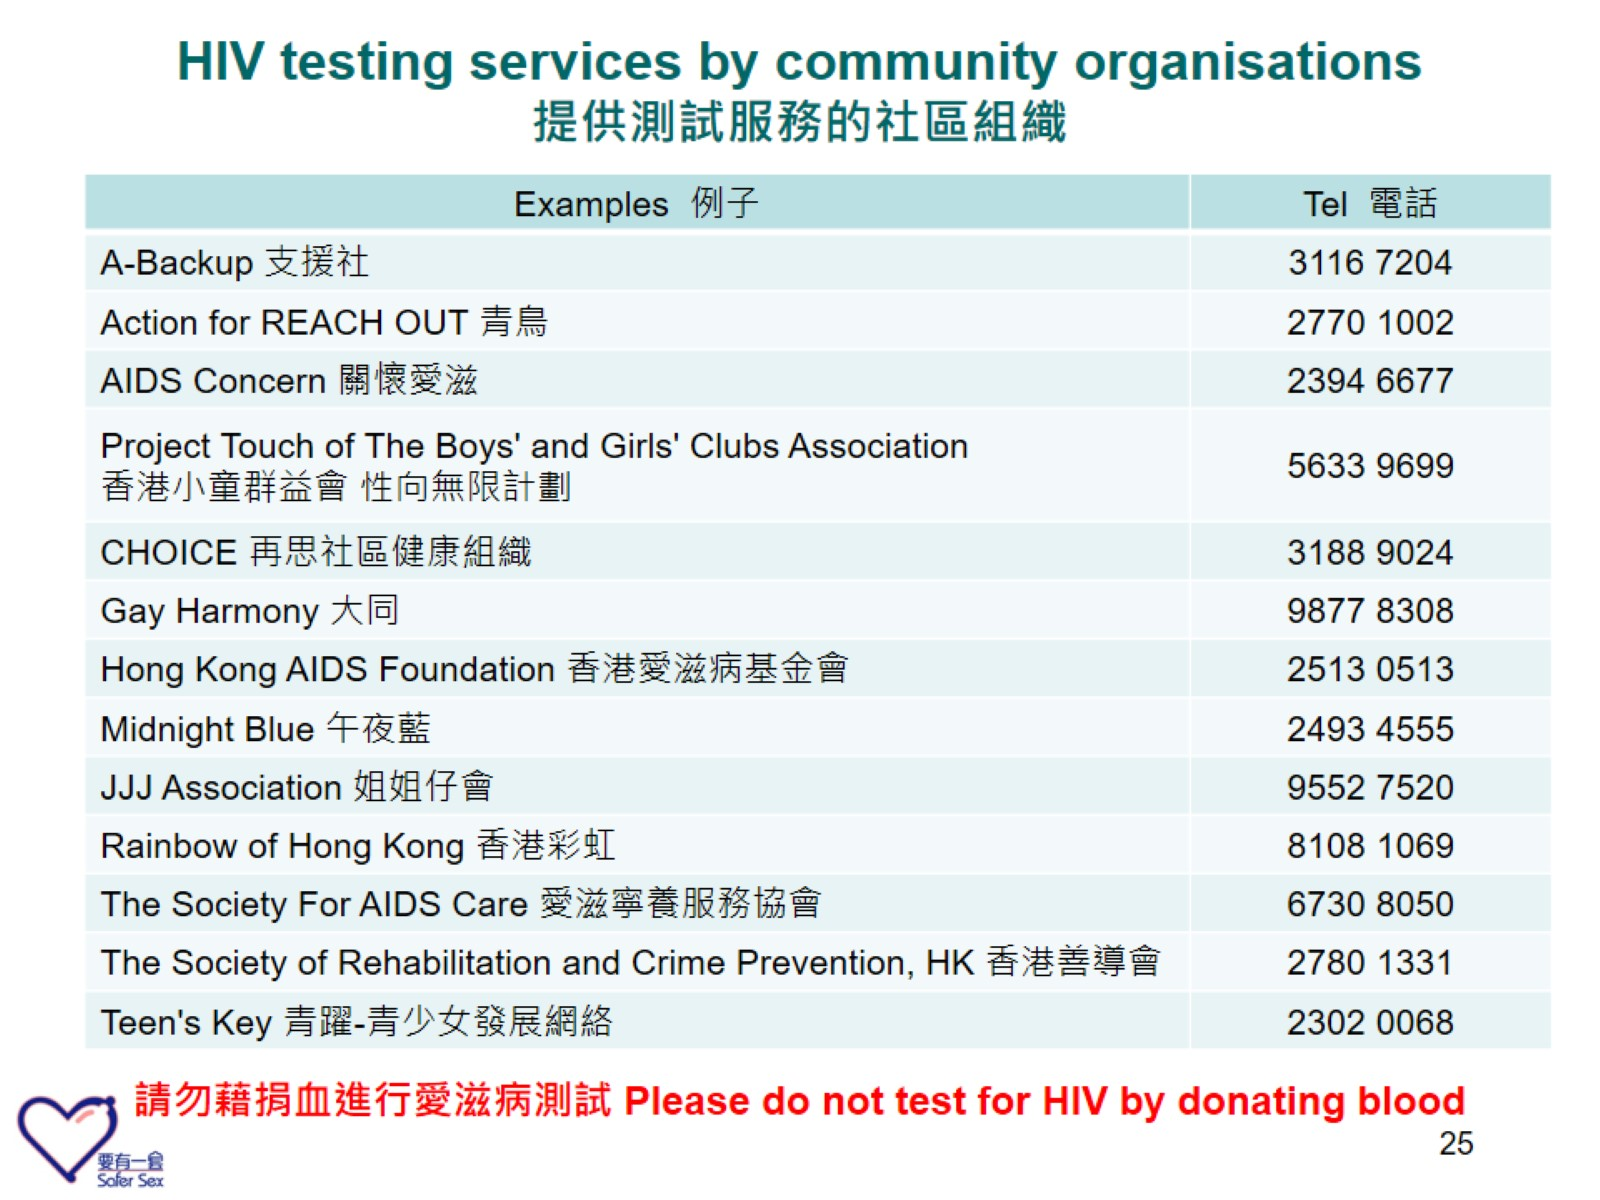 HIV testing services by community organisations
提供測試服務的社區組織
Examples 例子 Tel 電話
A-Backup 支援社 3116 7204
Action for REACH OUT 青鳥 2770 1002
AIDS Concern 關懷愛滋 2394 6677
Project Touch of The Boys' and Girls' Clubs Association
香港小童群益會 性向無限計劃 5633 9699
CHOICE 再思社區健康組織 3188 9024
Gay Harmony 大同 9877 8308
Hong Kong AIDS Foundation 香港愛滋病基金會 2513 0513
Midnight Blue 午夜藍 2493 4555
JJJ Association 姐姐仔會 9552 7520
Rainbow of Hong Kong 香港彩虹 8108 1069
The Society For AIDS Care 愛滋寧養服務協會 6730 8050
The Society of Rehabilitation and Crime Prevention, HK 香港善導會 2780 1331
Teen's Key 青躍-青少女發展網絡 2302 0068
請勿藉捐血進行愛滋病測試 Please do not test for HIV by donating blood
25
要有一套
Safer Sex